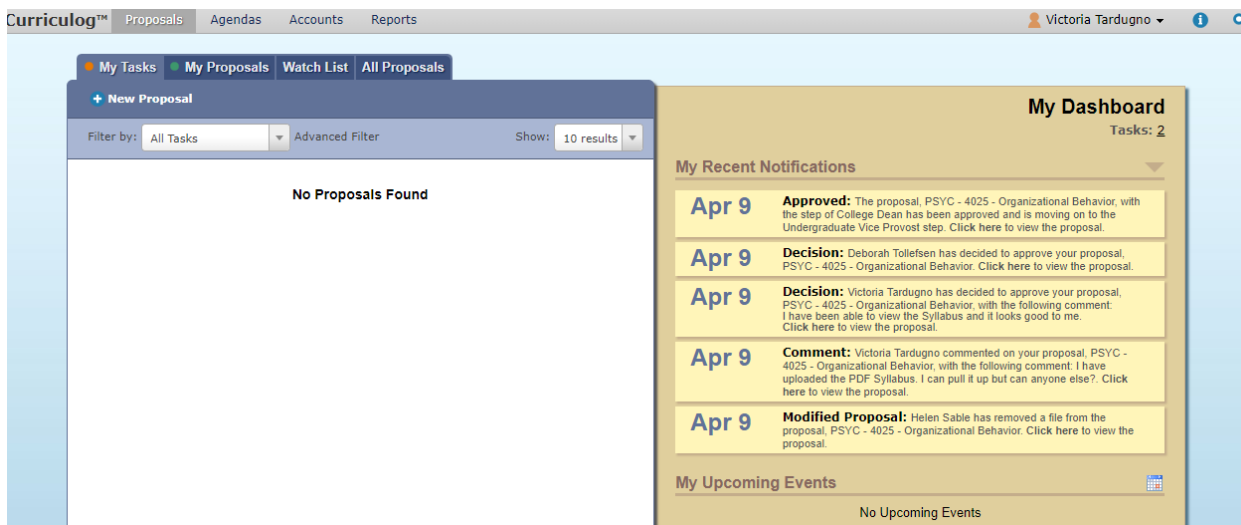 Curriculog™ Proposals Agendas Accounts Reports Victoria Tardugno
My Tasks My Proposals Watch List All Proposals
New Proposal
Filter by: All Tasks Advanced Filter Show: 10 results
No Proposals Found
My Dashboard
Tasks: 2
My Recent Notifications
Apr 9
Approved: The proposal, PSYC - 4025 - Organizational Behavior, with
the step of College Dean has been approved and is moving on to the
Undergraduate Vice Provost step. Click here to view the proposal.
Apr 9
Decision: Deborah Tollefsen has decided to approve your proposal,
PSYC - 4025 - Organizational Behavior. Click here to view the proposal.
Apr 9
Decision: Victoria Tardugno has decided to approve your proposal,
PSYC - 4025 - Organizational Behavior, with the following comment:
I have been able to view the Syllabus and it looks good to me.
Click here to view the proposal.
Apr 9
Comment: Victoria Tardugno commented on your proposal, PSYC -
4025 - Organizational Behavior, with the following comment: I have
uploaded the PDF Syllabus. I can pull it up but can anyone else?. Click
here to view the proposal.
Apr 9
Modified Proposal: Helen Sable has removed a file from the
proposal, PSYC - 4025 - Organizational Behavior. Click here to view the
proposal.
My Upcoming Events
No Upcoming Events